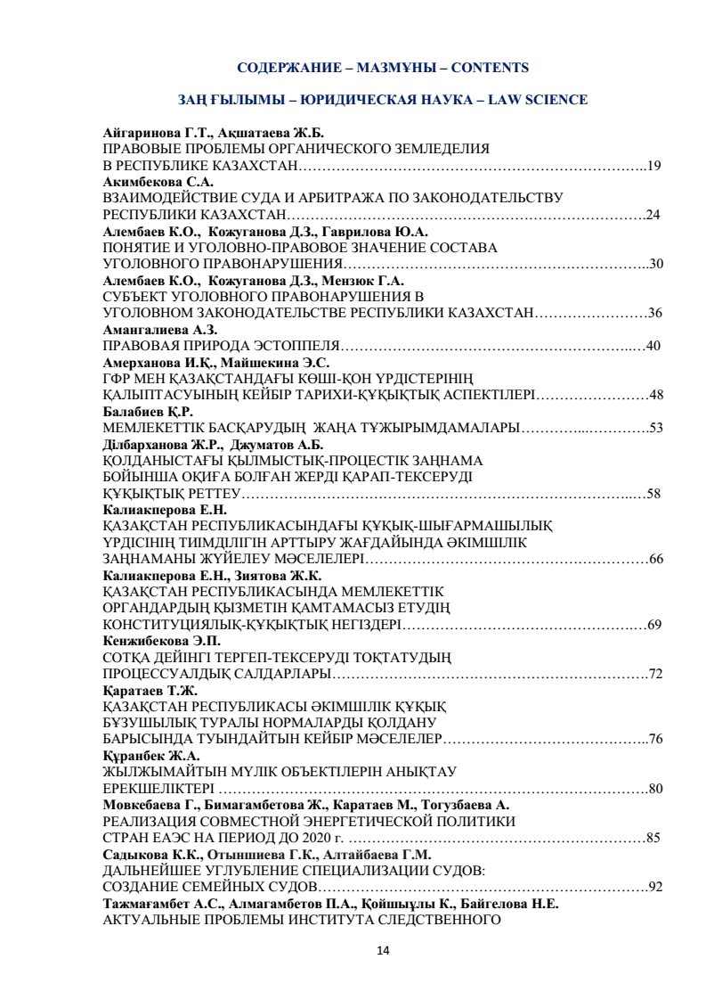 СОДЕРЖАНИЕ – МАЗМҰНЫ – CONTENTS
ЗАҢ ҒЫЛЫМЫ – ЮРИДИЧЕСКАЯ НАУКА – LAW SCIENCE
Айгаринова Г.Т., Ақшатаева Ж.Б.
ПРАВОВЫЕ ПРОБЛЕМЫ ОРГАНИЧЕСКОГО ЗЕМЛЕДЕЛИЯ
В РЕСПУБЛИКЕ КАЗАХСТАН…………………………………………………………………..19
Акимбекова С.А.
ВЗАИМОДЕЙСТВИЕ СУДА И АРБИТРАЖА ПО ЗАКОНОДАТЕЛЬСТВУ
РЕСПУБЛИКИ КАЗАХСТАН…………………………………………………………………….24
Алембаев К.О., Кожуганова Д.З., Гаврилова Ю.А.
ПОНЯТИЕ И УГОЛОВНО-ПРАВОВОЕ ЗНАЧЕНИЕ СОСТАВА
УГОЛОВНОГО ПРАВОНАРУШЕНИЯ…………………………………………………………..30
Алембаев К.О., Кожуганова Д.З., Мензюк Г.А.
СУБЪЕКТ УГОЛОВНОГО ПРАВОНАРУШЕНИЯ В
УГОЛОВНОМ ЗАКОНОДАТЕЛЬСТВЕ РЕСПУБЛИКИ КАЗАХСТАН……………………36
Амангалиева А.З.
ПРАВОВАЯ ПРИРОДА ЭСТОППЕЛЯ………………………………………………………..…40
Амерханова И.Қ., Майшекина Э.С.
ГФР МЕН ҚАЗАҚСТАНДАҒЫ КӨШІ-ҚОН ҮРДІСТЕРІНІҢ
ҚАЛЫПТАСУЫНЫҢ КЕЙБІР ТАРИХИ-ҚҰҚЫҚТЫҚ АСПЕКТІЛЕРІ……………………48
Балабиев Қ.Р.
МЕМЛЕКЕТТІК БАСҚАРУДЫҢ ЖАҢА ТҰЖЫРЫМДАМАЛАРЫ…………...………….53
Ділбарханова Ж.Р., Джуматов А.Б.
ҚОЛДАНЫСТАҒЫ ҚЫЛМЫСТЫҚ-ПРОЦЕСТІК ЗАҢНАМА
БОЙЫНША ОҚИҒА БОЛҒАН ЖЕРДІ ҚАРАП-ТЕКСЕРУДІ
ҚҰҚЫҚТЫҚ РЕТТЕУ…………………………………………………………………………..…58
Калиакперова Е.Н.
ҚАЗАҚСТАН РЕСПУБЛИКАСЫНДАҒЫ ҚҰҚЫҚ-ШЫҒАРМАШЫЛЫҚ
ҮРДІСІНІҢ ТИІМДІЛІГІН АРТТЫРУ ЖАҒДАЙЫНДА ӘКІМШІЛІК
ЗАҢНАМАНЫ ЖҮЙЕЛЕУ МӘСЕЛЕЛЕРІ………………………………………………………66
Калиакперова Е.Н., Зиятова Ж.К.
ҚАЗАҚСТАН РЕСПУБЛИКАСЫНДА МЕМЛЕКЕТТІК
ОРГАНДАРДЫҢ ҚЫЗМЕТІН ҚАМТАМАСЫЗ ЕТУДІҢ
КОНСТИТУЦИЯЛЫҚ-ҚҰҚЫҚТЫҚ НЕГІЗДЕРІ…………………………………………….…69
Кенжибекова Э.П.
СОТҚА ДЕЙІНГІ ТЕРГЕП-ТЕКСЕРУДІ ТОҚТАТУДЫҢ
ПРОЦЕССУАЛДЫҚ САЛДАРЛАРЫ…………………………………………………………….72
Қаратаев Т.Ж.
ҚАЗАҚСТАН РЕСПУБЛИКАСЫ ӘКІМШІЛІК ҚҰҚЫҚ
БҰЗУШЫЛЫҚ ТУРАЛЫ НОРМАЛАРДЫ ҚОЛДАНУ
БАРЫСЫНДА ТУЫНДАЙТЫН КЕЙБІР МӘСЕЛЕЛЕР………………………………………..76
Құранбек Ж.А.
ЖЫЛЖЫМАЙТЫН МҮЛІК ОБЪЕКТІЛЕРІН АНЫҚТАУ
ЕРЕКШЕЛІКТЕРІ ………………………………………………………………………………….80
Мовкебаева Г., Бимагамбетова Ж., Каратаев М., Тогузбаева А.
РЕАЛИЗАЦИЯ СОВМЕСТНОЙ ЭНЕРГЕТИЧЕСКОЙ ПОЛИТИКИ
СТРАН ЕАЭС НА ПЕРИОД ДО 2020 г. …………………………………………………………85
Садыкова К.К., Отыншиева Г.К., Алтайбаева Г.М.
ДАЛЬНЕЙШЕЕ УГЛУБЛЕНИЕ СПЕЦИАЛИЗАЦИИ СУДОВ:
СОЗДАНИЕ СЕМЕЙНЫХ СУДОВ……………………………………………………………….92
Тажмағамбет А.С., Алмагамбетов П.А., Қойшыұлы К., Байгелова Н.Е.
АКТУАЛЬНЫЕ ПРОБЛЕМЫ ИНСТИТУТА СЛЕДСТВЕННОГО
14